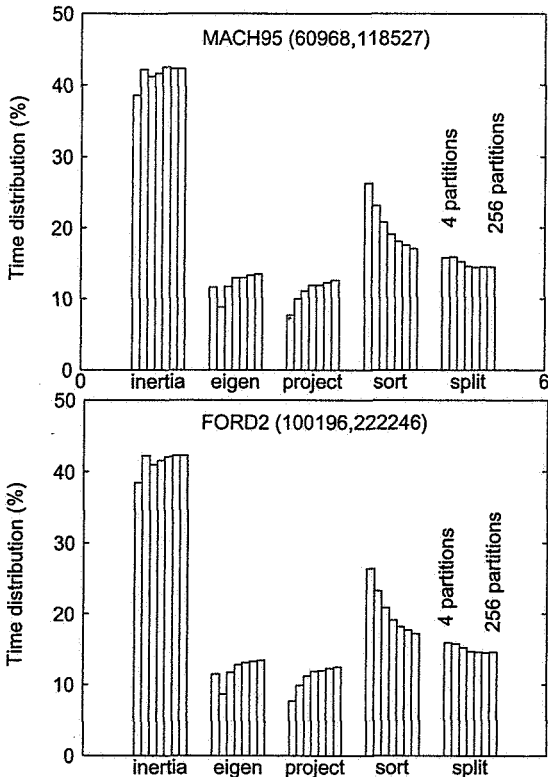 50
MACH95 (60968,118527)
40
30
20
10
0
Time distribution (%)
4 partitions
256 partitions
0
inertia
eigen
project
sort
split
6
50
FORD2 (100196,222246)
40
30
20
10
0
Time distribution (%)
4 partitions
256 partitions
inertia
eigen
project
sort
split